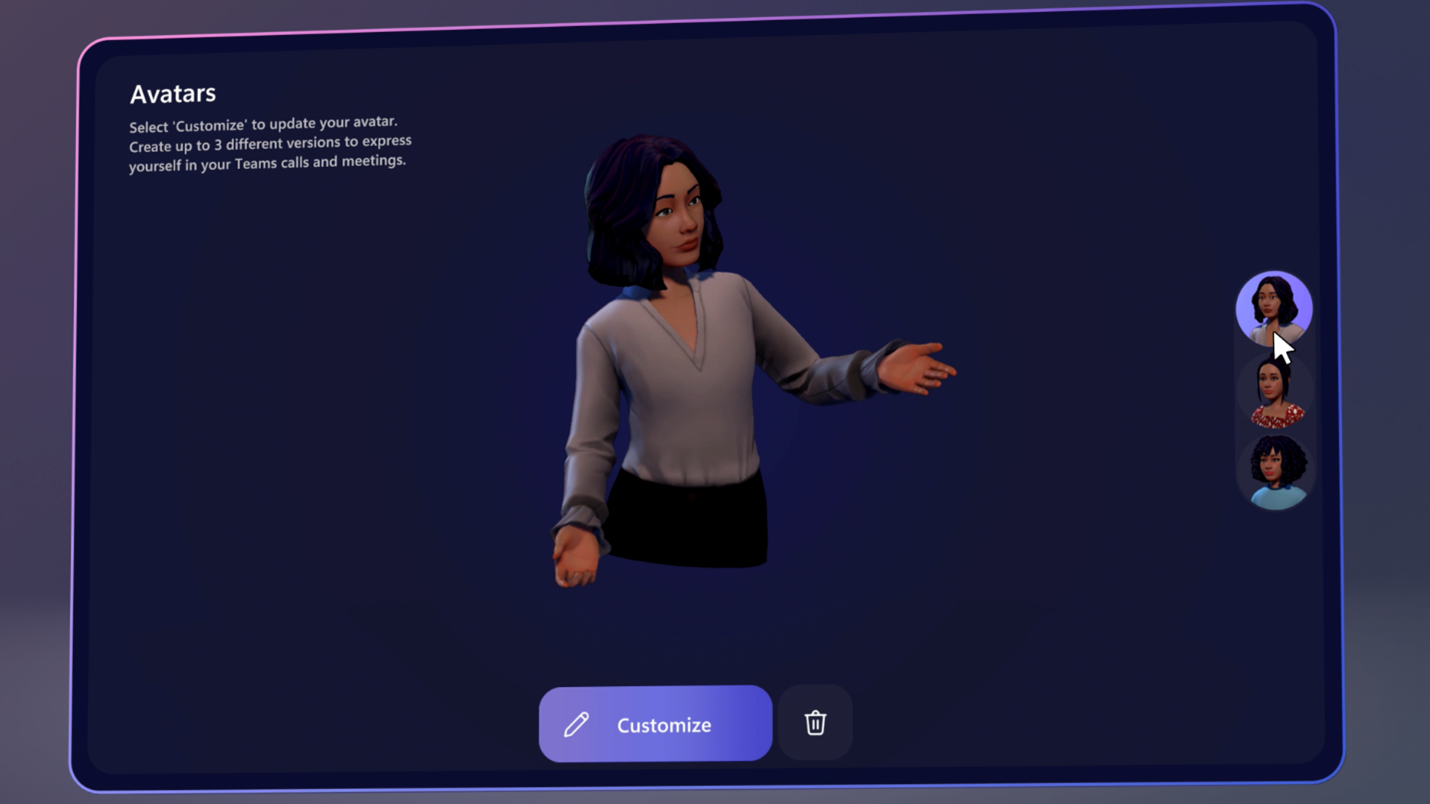 Avatars
Select 'Customize' to update your avatar.
Create up to 3 different versions to express
yourself in your Teams calls and meetings.
Customize